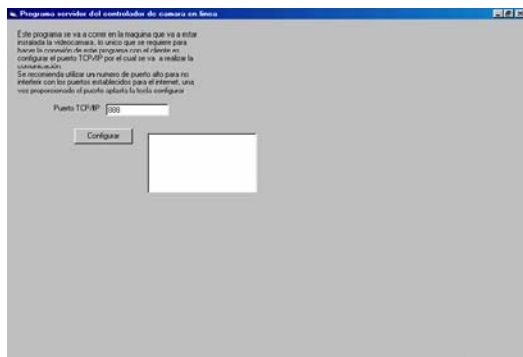 Programa servidor del controlador de camara en linea
Este programa se va a correr en la maquina que va a estar
instalada la videocamara, lo unico que se requiere para
hacer la conexión de este programa con el cliente es
configurar el puerto TCP/IP por el cual se va a realizar la
comunicación.
Se recomienda utilizar un numero de puerto alto para no
interferir con los puertos establecidos para el internet, una
vez proporcionado el puerto aplasta la tecla configurar
Puerto TCP/IP 888
Configurar